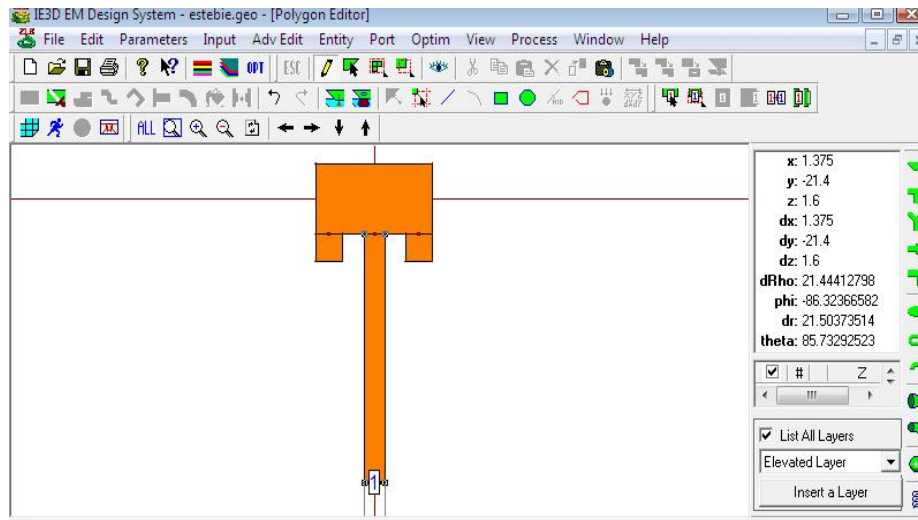 IE3D EM Design System - estebie.geo - [Polygon Editor]
File Edit Parameters Input Adv Edit Entity Port Optim View Process Window Help
OPT ESC
ALL
x: 1.375
y: -21.4
z: 1.6
dx: 1.375
dy: -21.4
dz: 1.6
dRho: 21.44412798
phi: -86.32366582
dr: 21.50373514
theta: 85.73292523
# Z
List All Layers
Elevated Layer
Insert a Layer
1